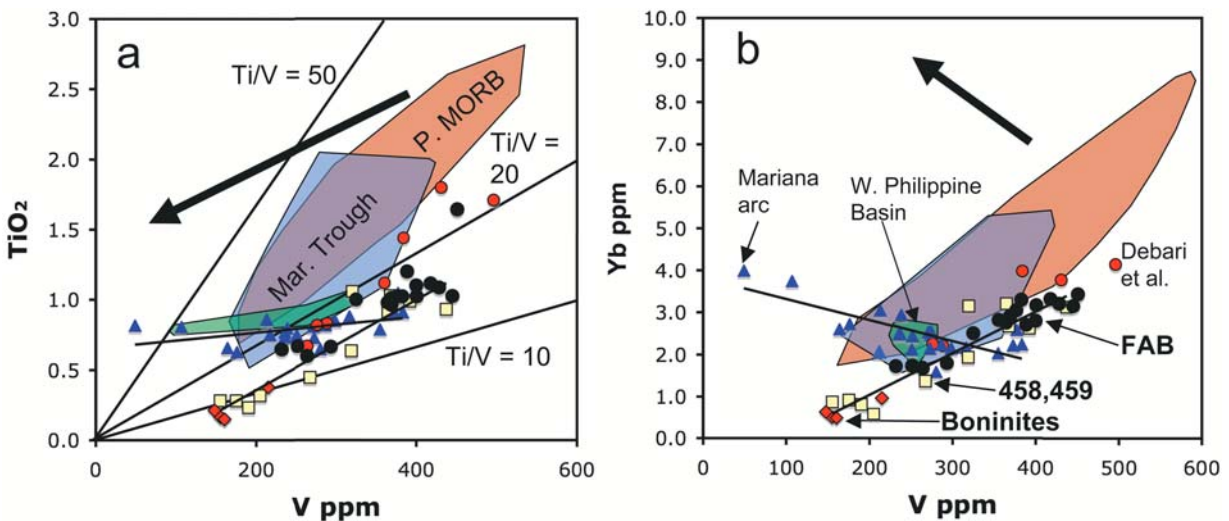 a
3.0
2.5
2.0
1.5
1.0
0.5
0.0
TiO₂
Ti/V = 50
P. MORB
Ti/V =
20
Mar. Trough
Ti/V = 10
0
200
400
600
V ppm
b
10.0
9.0
8.0
7.0
6.0
5.0
4.0
3.0
2.0
1.0
0.0
Yb ppm
Mariana
arc
W. Philippine
Basin
Debari
et al.
FAB
458,459
Boninites
0
100
200
300
400
500
600
V ppm